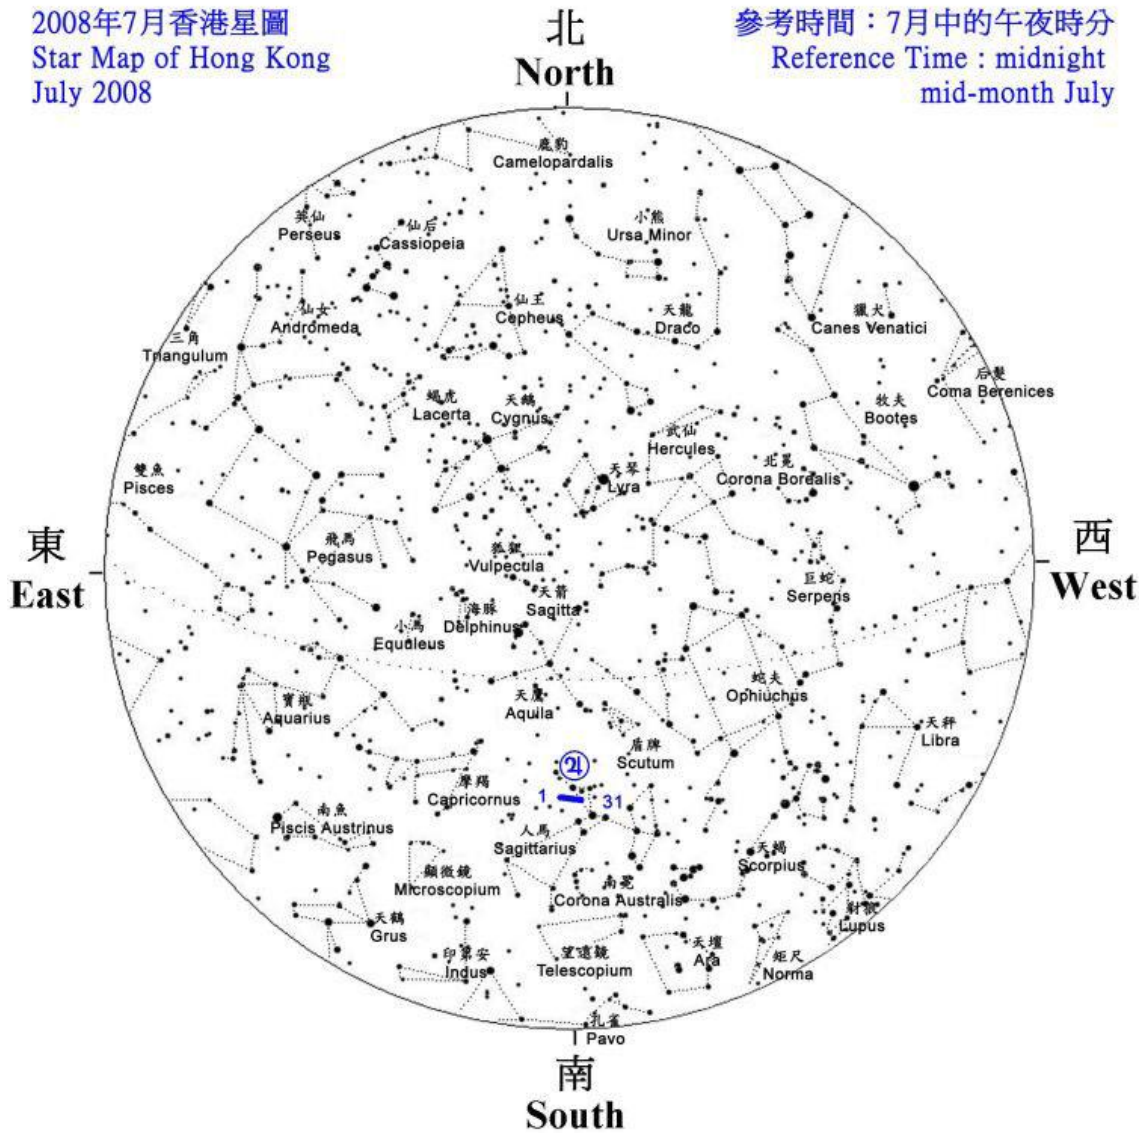 2008年7月香港星圖
Star Map of Hong Kong
July 2008
北
North
參考時間：7月中的午夜時分
Reference Time : midnight
mid-month July
鹿豹
Camelopardalis
英仙
Perseus
仙后
Cassiopeia
小熊
Ursa Minor
仙女
Andromeda
仙王
Cepheus
天龍
Draco
獵犬
Canes Venatici
三角
Triangulum
后髮
Coma Berenices
蝎虎
Lacerta
天鵝
Cygnus
牧夫
Bootes
武仙
Hercules
雙魚
Pisces
天琴
Lyra
北冕
Corona Borealis
東
East
飛馬
Pegasus
狐狸
Vulpecula
西
West
巨蛇
Serpens
天箭
Sagitta
海豚
Delphinus
小馬
Equuleus
蛇夫
Ophiuchus
寶瓶
Aquarius
天鷹
Aquila
天秤
Libra
盾牌
Scutum
♃
1
31
摩羯
Capricornus
南魚
Piscis Austrinus
人馬
Sagittarius
天蝎
Scorpius
顯微鏡
Microscopium
南冕
Corona Australis
豺狼
Lupus
天鶴
Grus
印第安
Indus
望遠鏡
Telescopium
天壇
Ara
矩尺
Norma
孔雀
Pavo
南
South